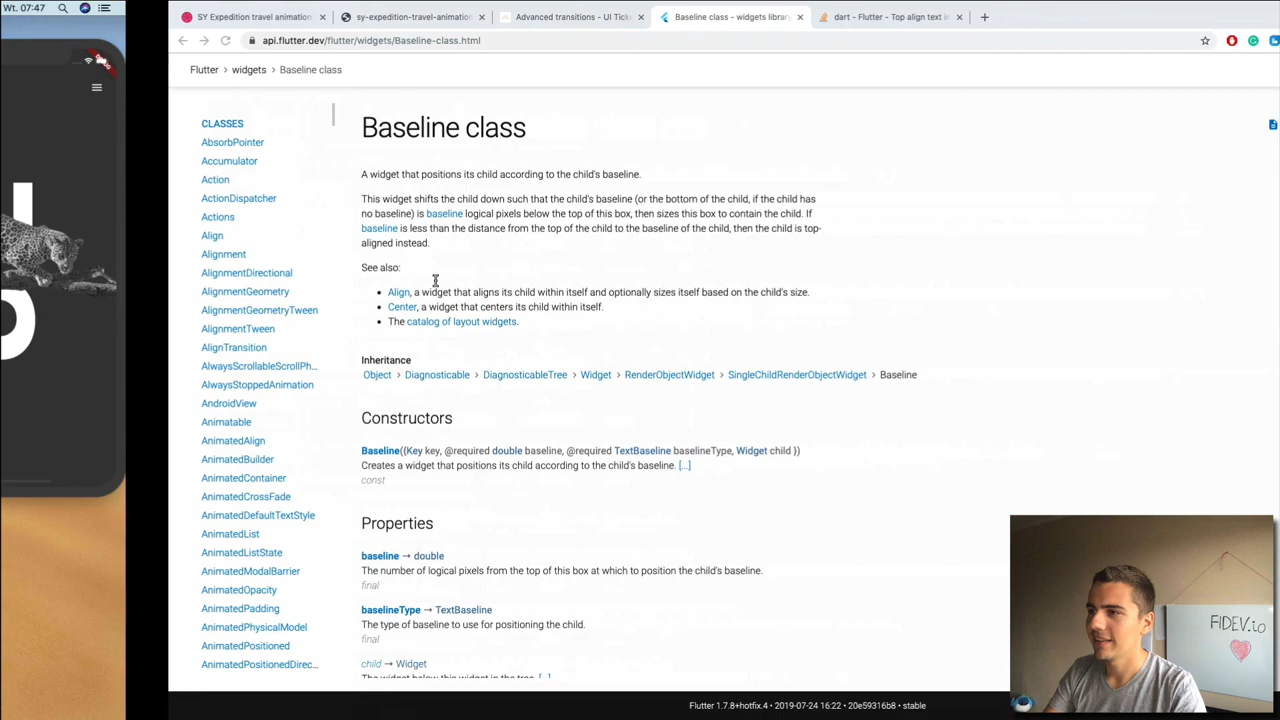 Wt. 07:47
SY Expedition travel animation
sy-expedition-travel-animation
Advanced transitions - UI Tick
Baseline class - widgets library
dart - Flutter - Top align text in
api.flutter.dev/flutter/widgets/Baseline-class.html
Flutter > widgets > Baseline class
CLASSES
AbsorbPointer
Accumulator
Action
ActionDispatcher
Actions
Align
Alignment
AlignmentDirectional
AlignmentGeometry
AlignmentGeometryTween
AlignmentTween
AlignTransition
AlwaysScrollableScrollPh...
AlwaysStoppedAnimation
AndroidView
Animatable
AnimatedAlign
AnimatedBuilder
AnimatedContainer
AnimatedCrossFade
AnimatedDefaultTextStyle
AnimatedList
AnimatedListState
AnimatedModalBarrier
AnimatedOpacity
AnimatedPadding
AnimatedPhysicalModel
AnimatedPositioned
AnimatedPositionedDirec...
Baseline class
A widget that positions its child according to the child's baseline.
This widget shifts the child down such that the child's baseline (or the bottom of the child, if the child has
no baseline) is baseline logical pixels below the top of this box, then sizes this box to contain the child. If
baseline is less than the distance from the top of the child to the baseline of the child, then the child is top-
aligned instead.
See also:
• Align, a widget that aligns its child within itself and optionally sizes itself based on the child's size.
• Center, a widget that centers its child within itself.
• The catalog of layout widgets.
Inheritance
Object > Diagnosticable > DiagnosticableTree > Widget > RenderObjectWidget > SingleChildRenderObjectWidget > Baseline
Constructors
Baseline({Key key, @required double baseline, @required TextBaseline baselineType, Widget child })
Creates a widget that positions its child according to the child's baseline. [...]
const
Properties
baseline → double
The number of logical pixels from the top of this box at which to position the child's baseline.
final
baselineType → TextBaseline
The type of baseline to use for positioning the child.
final
child → Widget
The widget below this widget in the tree. [...]
Flutter 1.7.8+hotfix.4 • 2019-07-24 16:22 • 20e59316b8 • stable
FIDEV.io